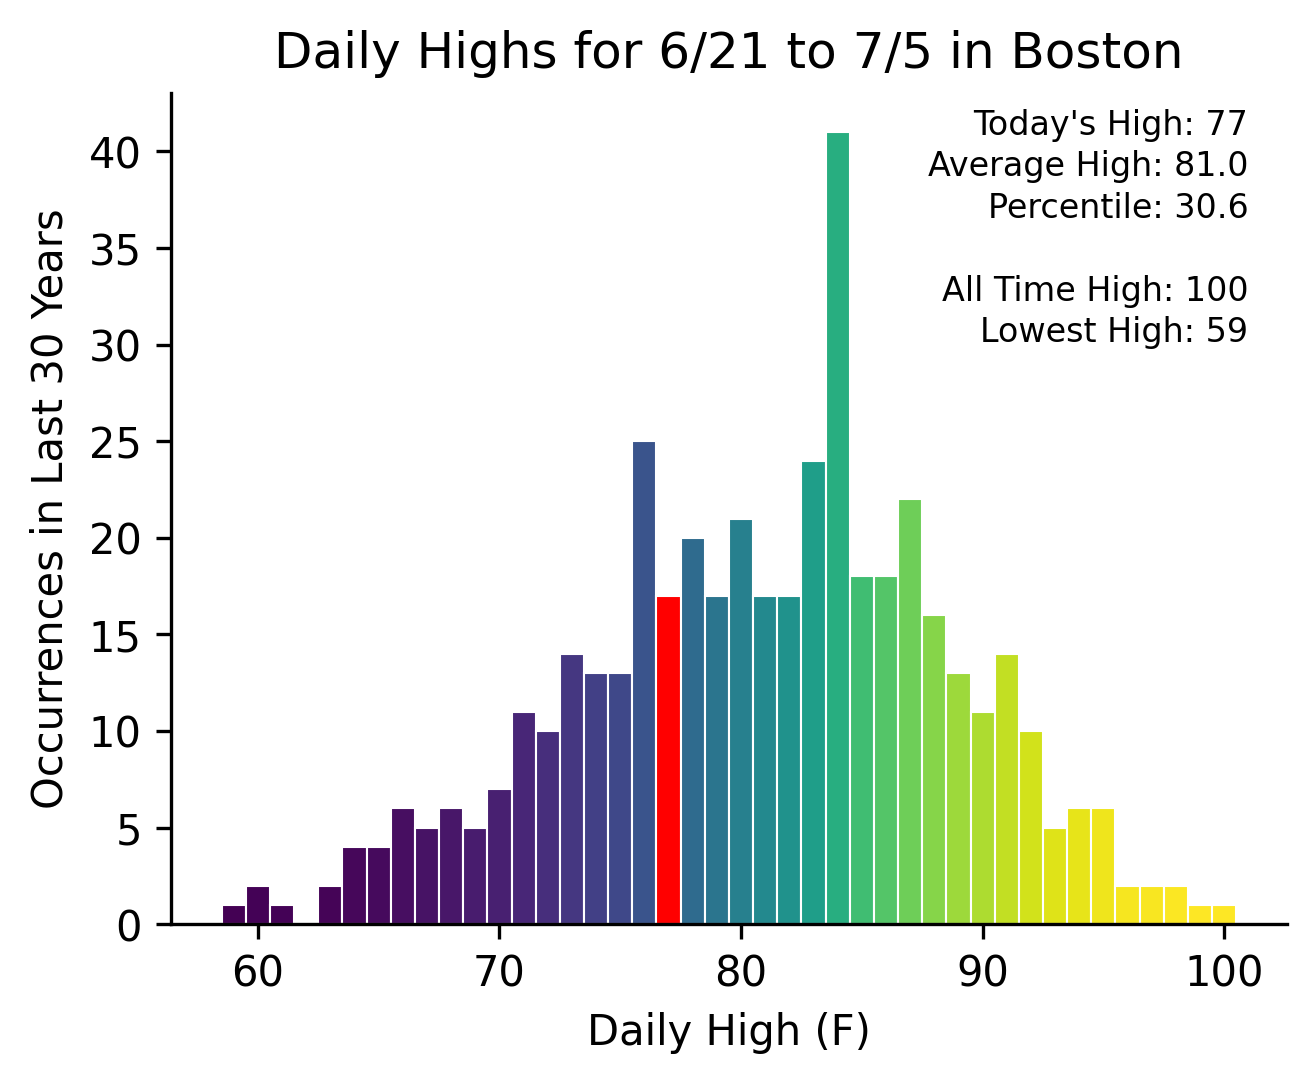 Daily Highs for 6/21 to 7/5 in Boston
Today's High: 77
Average High: 81.0
Percentile: 30.6
All Time High: 100
Lowest High: 59
Occurrences in Last 30 Years
40
35
30
25
20
15
10
5
0
60 70 80 90 100
Daily High (F)